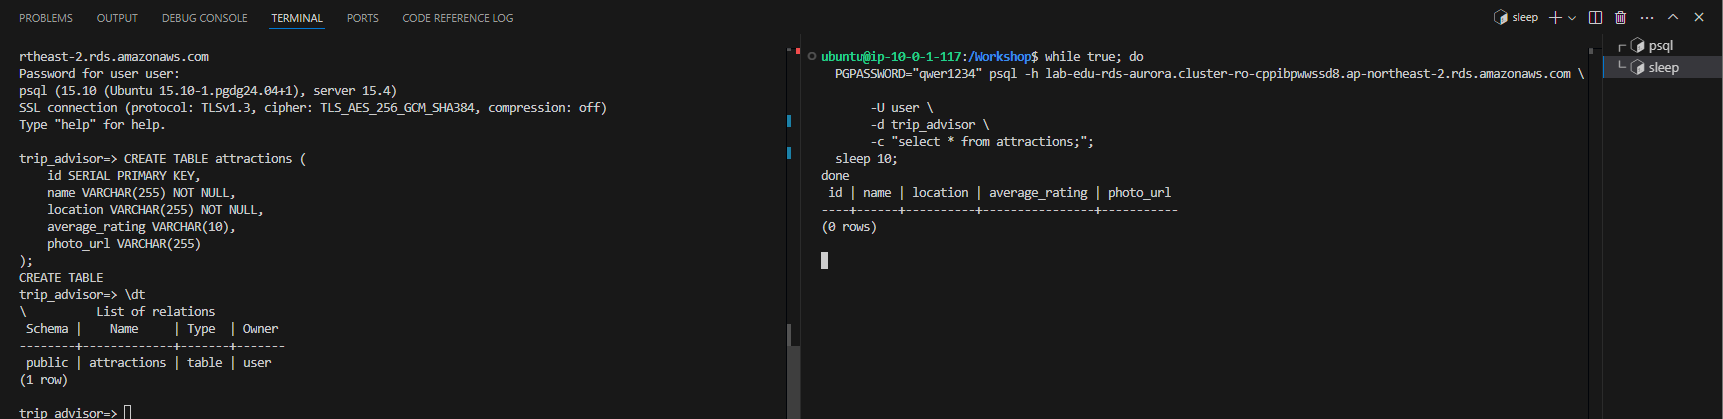 PROBLEMS OUTPUT DEBUG CONSOLE TERMINAL PORTS CODE REFERENCE LOG
sleep
rtheast-2.rds.amazonaws.com
Password for user user:
psql (15.10 (Ubuntu 15.10-1.pgdg24.04+1), server 15.4)
SSL connection (protocol: TLSv1.3, cipher: TLS_AES_256_GCM_SHA384, compression: off)
Type "help" for help.
trip_advisor=> CREATE TABLE attractions (
    id SERIAL PRIMARY KEY,
    name VARCHAR(255) NOT NULL,
    location VARCHAR(255) NOT NULL,
    average_rating VARCHAR(10),
    photo_url VARCHAR(255)
);
CREATE TABLE
trip_advisor=> \dt
\          List of relations
 Schema |    Name     | Type  | Owner
--------+-------------+-------+-------
 public | attractions | table | user
(1 row)
trip_advisor=>
ubuntu@ip-10-0-1-117:/Workshop$ while true; do
  PGPASSWORD="qwer1234" psql -h lab-edu-rds-aurora.cluster-ro-cppibpwwssd8.ap-northeast-2.rds.amazonaws.com \
       -U user \
       -d trip_advisor \
       -c "select * from attractions;";
  sleep 10;
done
 id | name | location | average_rating | photo_url
----+------+----------+----------------+-----------
(0 rows)
psql
sleep